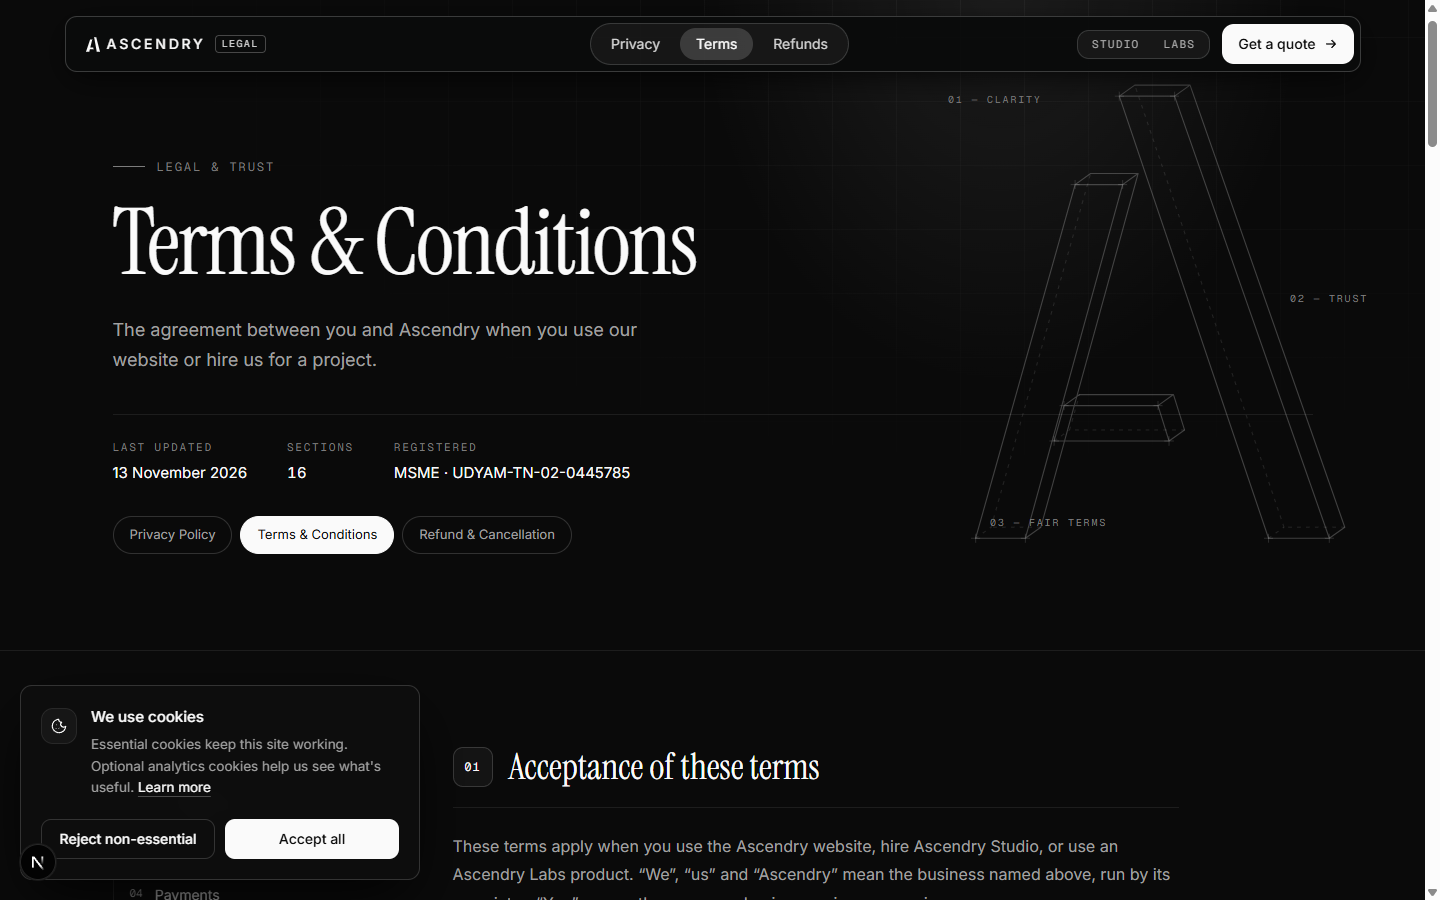 ASCENDRY LEGAL
Privacy Terms Refunds
STUDIO LABS
Get a quote →
01 — CLARITY
LEGAL & TRUST
Terms & Conditions
02 — TRUST
The agreement between you and Ascendry when you use our
website or hire us for a project.
LAST UPDATED SECTIONS REGISTERED
13 November 2026 16 MSME · UDYAM-TN-02-0445785
03 — FAIR TERMS
Privacy Policy Terms & Conditions Refund & Cancellation
We use cookies
Essential cookies keep this site working.
Optional analytics cookies help us see what's
useful. Learn more
Reject non-essential Accept all
N
04 Payments
01 Acceptance of these terms
These terms apply when you use the Ascendry website, hire Ascendry Studio, or use an
Ascendry Labs product. “We”, “us” and “Ascendry” mean the business named above, run by its